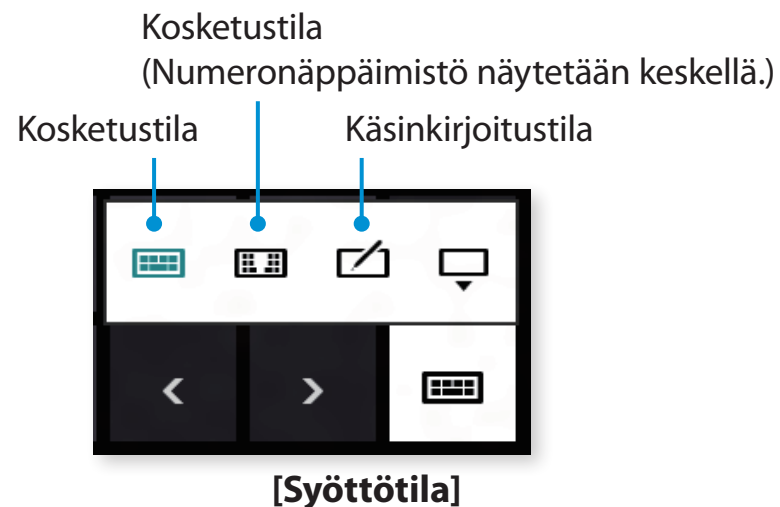 Kosketustila
(Numeronäppäimistö näytetään keskellä.)
Kosketustila
Käsinkirjoitustila
[Syöttötila]